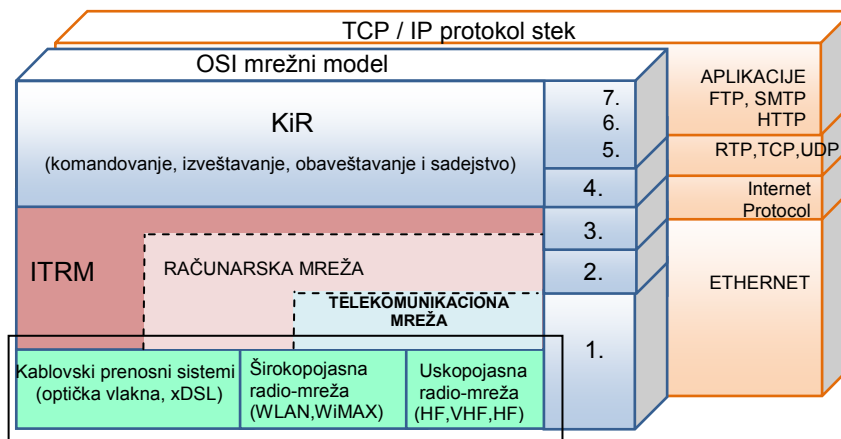 TCP / IP protokol stek
OSI mrežni model
KiR
(komandovanje, izveštavanje, obaveštavanje i sadejstvo)
7.
6.
5.
4.
3.
2.
1.
APLIKACIJE
FTP, SMTP
HTTP
RTP,TCP,UDP
Internet
Protocol
ETHERNET
ITRM
RAČUNARSKA MREŽA
TELEKOMUNIKACIONA
MREŽA
Kablovski prenosni sistemi
(optička vlakna, xDSL)
Širokopojasna
radio-mreža
(WLAN,WiMAX)
Uskopojasna
radio-mreža
(HF,VHF,HF)